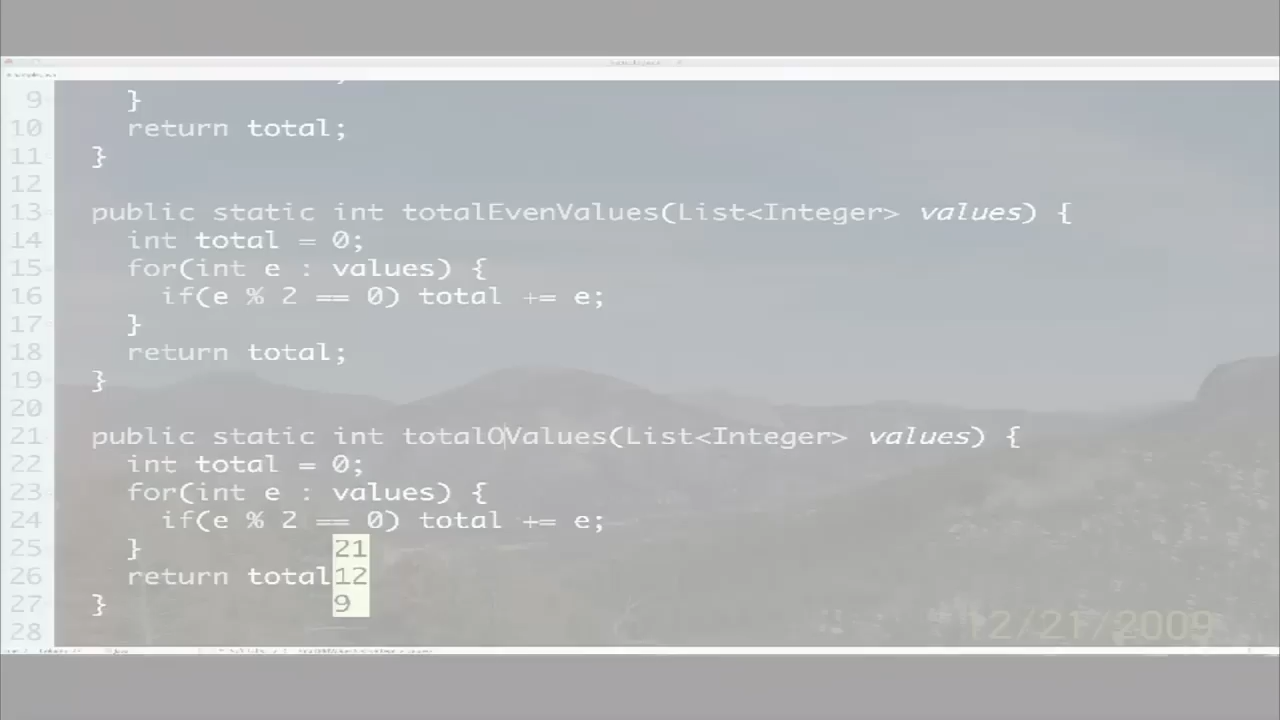 9 }
10 return total;
11 }
12
13 public static int totalEvenValues(List<Integer> values) {
14 int total = 0;
15 for(int e : values) {
16 if(e % 2 == 0) total += e;
17 }
18 return total;
19 }
20
21 public static int totalOValues(List<Integer> values) {
22 int total = 0;
23 for(int e : values) {
24 if(e % 2 == 0) total += e;
25 } 21
26 return total 12
27 } 9
28
12/21/2009